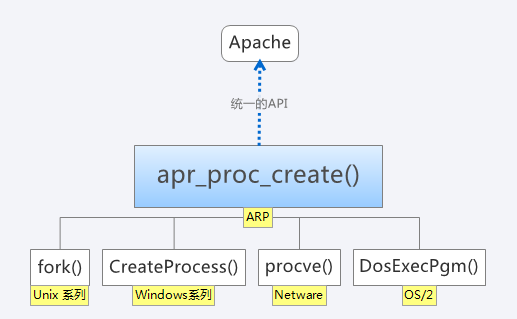 Apache
统一的API
apr_proc_create()
ARP
fork()
CreateProcess()
procve()
DosExecPgm()
Unix 系列
Windows系列
Netware
OS/2